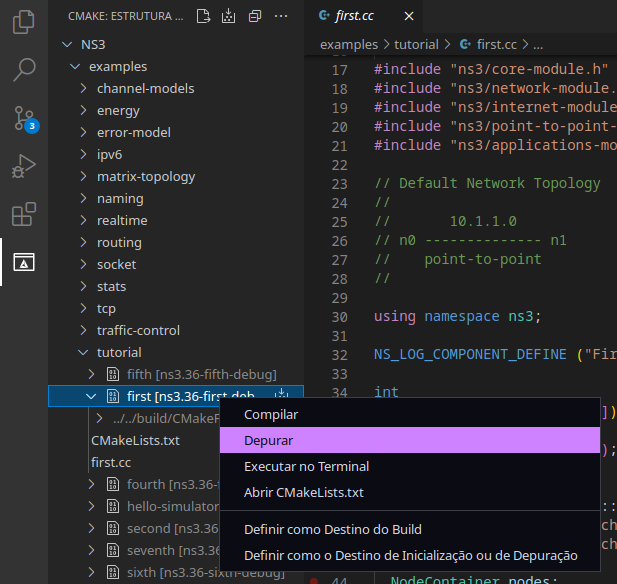 CMAKE: ESTRUTURA ...
NS3
examples
channel-models
energy
error-model
ipv6
matrix-topology
naming
realtime
routing
socket
stats
tcp
traffic-control
tutorial
fifth [ns3.36-fifth-debug]
first [ns3.36-first-deb
../../build/CMakeF
CMakeLists.txt
first.cc
fourth [ns3.36-f
hello-simulator
second [ns3.36
seventh [ns3.36
sixth [ns3.36-sixth-debug]
3
first.cc
examples > tutorial > first.cc > ...
17 #include "ns3/core-module.h"
18 #include "ns3/network-module.
19 #include "ns3/internet-module
20 #include "ns3/point-to-point-
21 #include "ns3/applications-mo
22
23 // Default Network Topology
24 //
25 // 10.1.1.0
26 // n0 -------------- n1
27 // point-to-point
28 //
29
30 using namespace ns3;
31
32 NS_LOG_COMPONENT_DEFINE ("Fir
33
34 int
])
);
::
ch
ch
44 NodeContainer nodes;
Compilar
Depurar
Executar no Terminal
Abrir CMakeLists.txt
Definir como Destino do Build
Definir como o Destino de Inicialização ou de Depuração